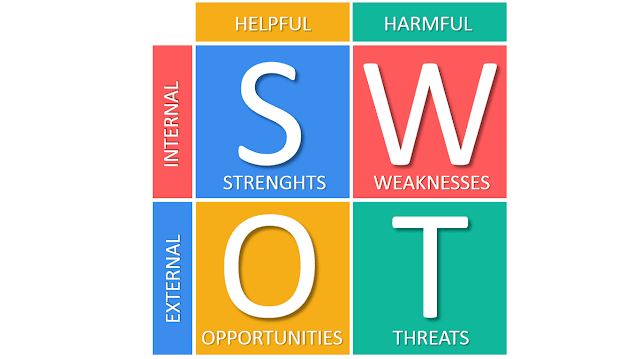 HELPFUL
HARMFUL
INTERNAL
S
STRENGHTS
W
WEAKNESSES
EXTERNAL
O
OPPORTUNITIES
T
THREATS